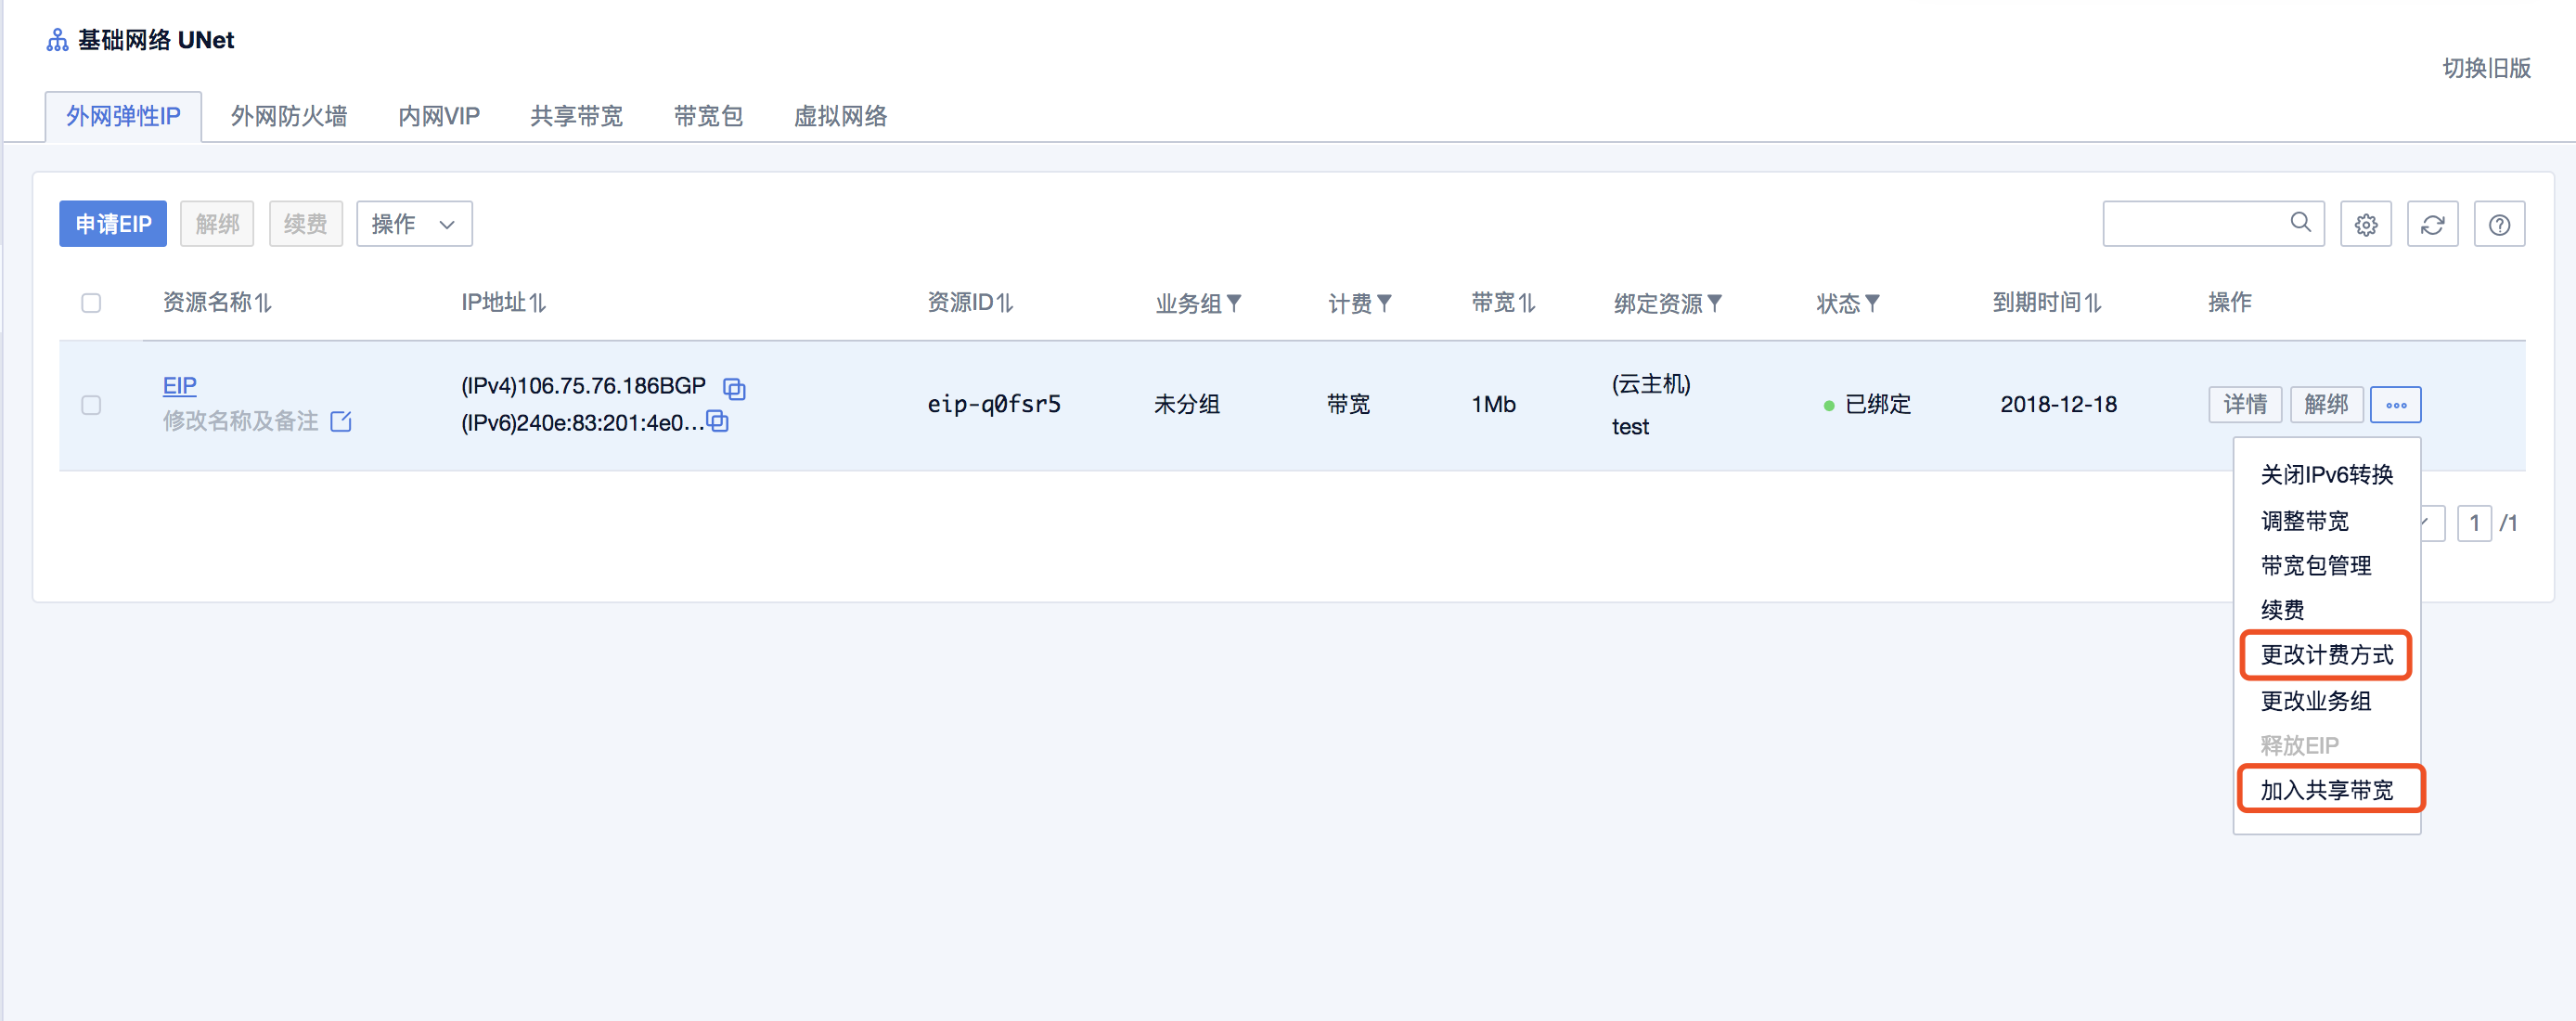 基础网络 UNet
切换旧版
外网弹性IP 外网防火墙 内网VIP 共享带宽 带宽包 虚拟网络
申请EIP 解绑 续费 操作
资源名称 IP地址 资源ID 业务组 计费 带宽 绑定资源 状态 到期时间 操作
EIP (IPv4)106.75.76.186BGP (云主机)
eip-q0fsr5 未分组 带宽 1Mb 已绑定 2018-12-18 详情 解绑
修改名称及备注 (IPv6)240e:83:201:4e0... test
关闭IPv6转换
调整带宽
1 /1
带宽包管理
续费
更改计费方式
更改业务组
释放EIP
加入共享带宽